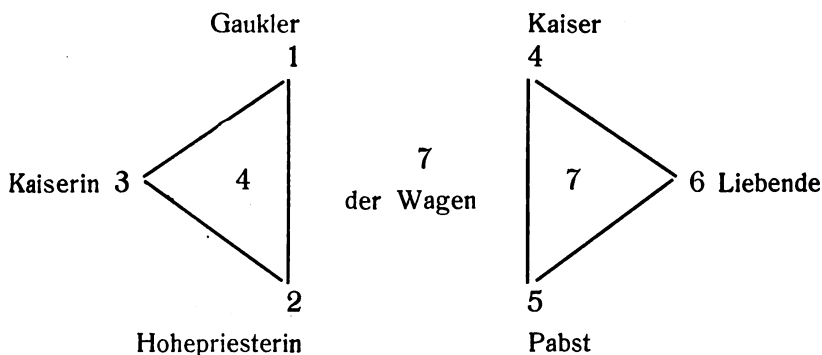 Gaukler Kaiser
1 4
7
Kaiserin 3 4 7 6 Liebende
der Wagen
2 5
Hohepriesterin Pabst